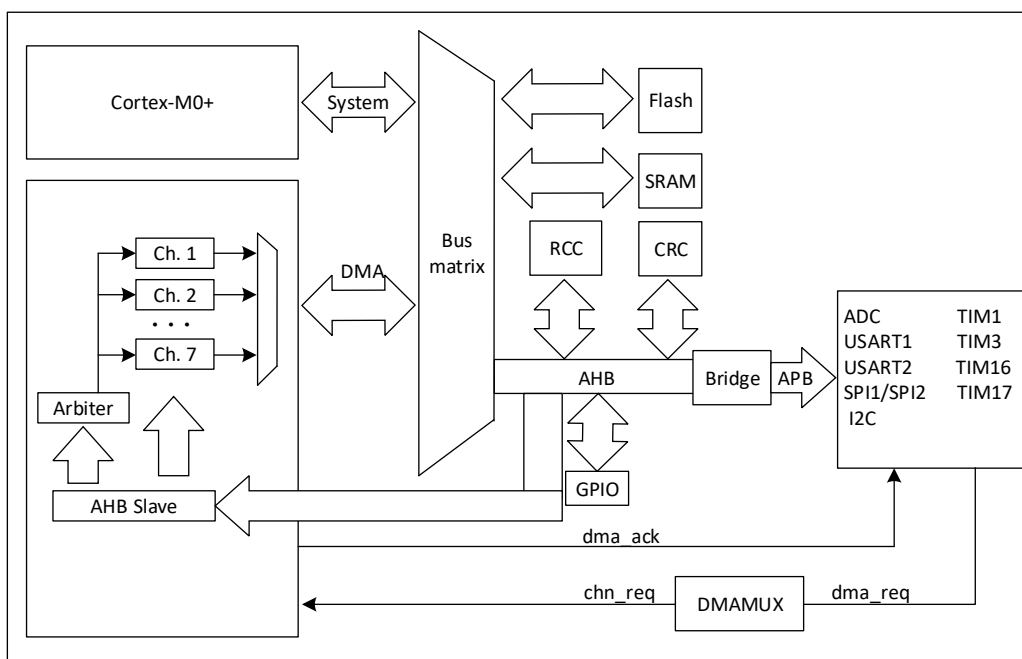 Cortex-M0+
System
Flash
SRAM
RCC
CRC
Bus
matrix
Ch. 1
Ch. 2
. . .
Ch. 7
DMA
Arbiter
AHB Slave
AHB
Bridge
APB
GPIO
ADC TIM1
USART1 TIM3
USART2 TIM16
SPI1/SPI2 TIM17
I2C
dma_ack
chn_req
DMAMUX
dma_req